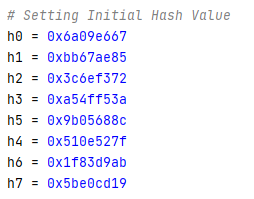 # Setting Initial Hash Value
h0 = 0x6a09e667
h1 = 0xbb67ae85
h2 = 0x3c6ef372
h3 = 0xa54ff53a
h5 = 0x9b05688c
h4 = 0x510e527f
h6 = 0x1f83d9ab
h7 = 0x5be0cd19